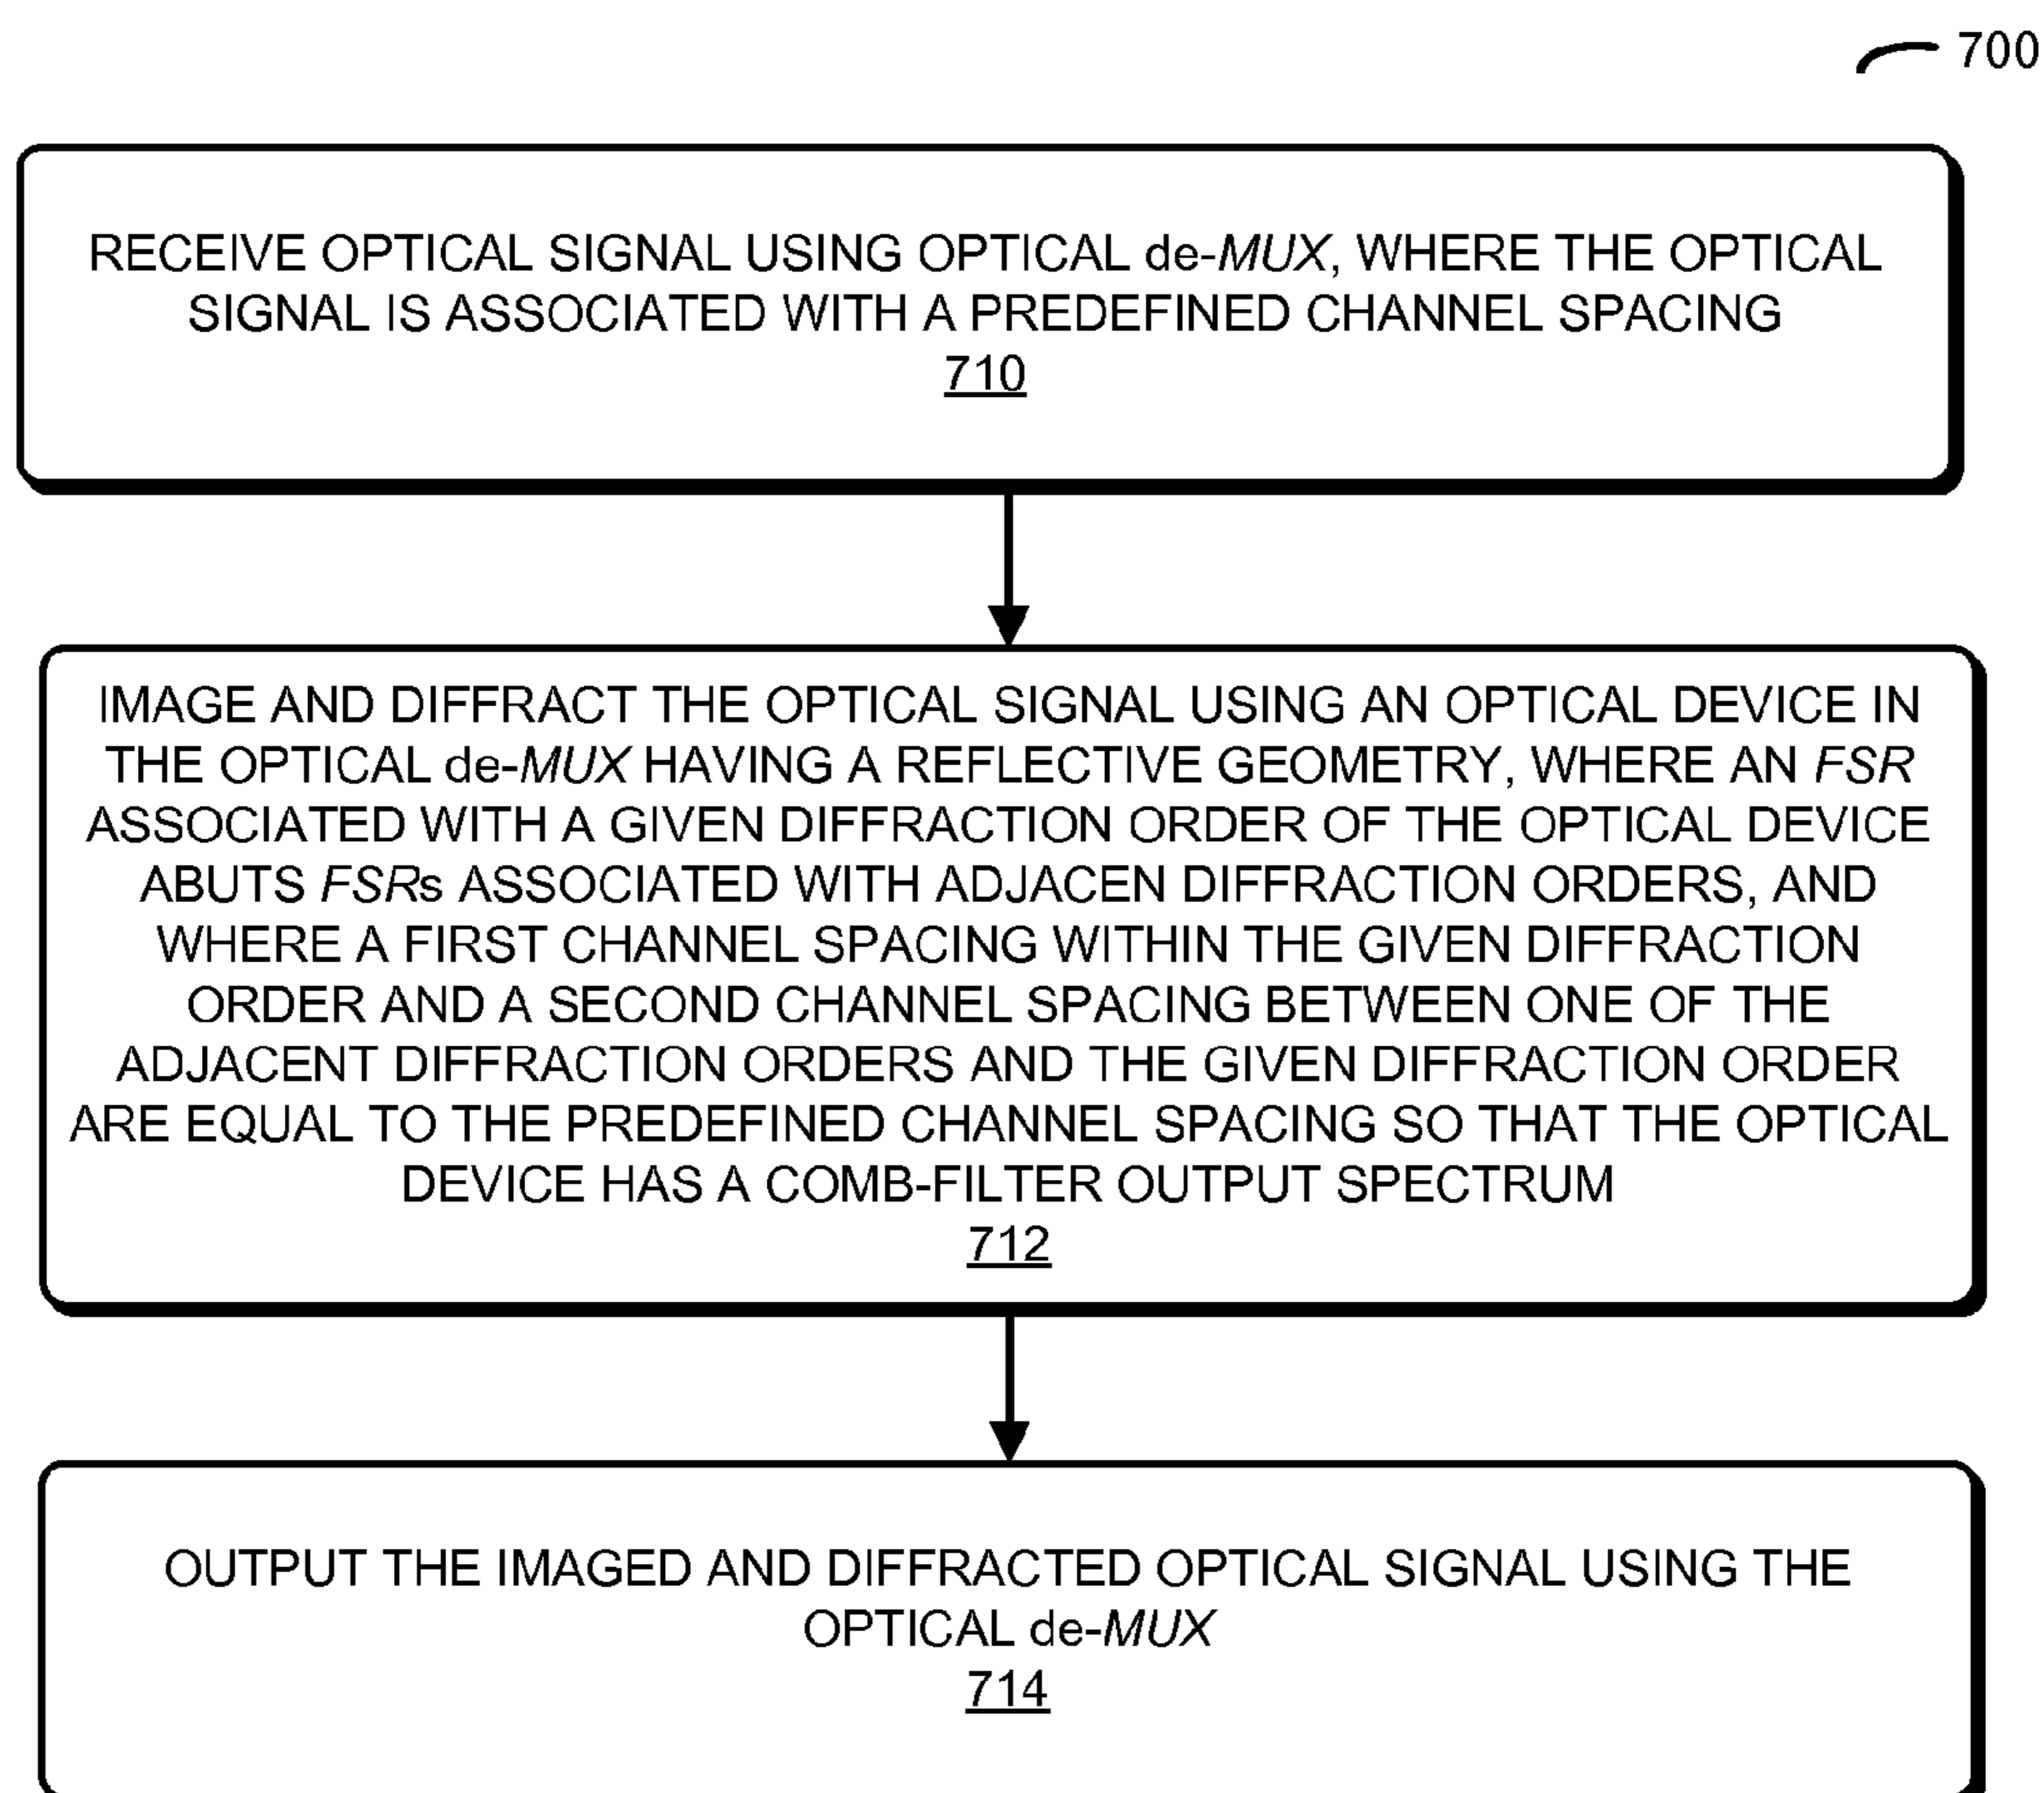 700
RECEIVE OPTICAL SIGNAL USING OPTICAL de-MUX, WHERE THE OPTICAL
SIGNAL IS ASSOCIATED WITH A PREDEFINED CHANNEL SPACING
710
IMAGE AND DIFFRACT THE OPTICAL SIGNAL USING AN OPTICAL DEVICE IN
THE OPTICAL de-MUX HAVING A REFLECTIVE GEOMETRY, WHERE AN FSR
ASSOCIATED WITH A GIVEN DIFFRACTION ORDER OF THE OPTICAL DEVICE
ABUTS FSRs ASSOCIATED WITH ADJACEN DIFFRACTION ORDERS, AND
WHERE A FIRST CHANNEL SPACING WITHIN THE GIVEN DIFFRACTION
ORDER AND A SECOND CHANNEL SPACING BETWEEN ONE OF THE
ADJACENT DIFFRACTION ORDERS AND THE GIVEN DIFFRACTION ORDER
ARE EQUAL TO THE PREDEFINED CHANNEL SPACING SO THAT THE OPTICAL
DEVICE HAS A COMB-FILTER OUTPUT SPECTRUM
712
OUTPUT THE IMAGED AND DIFFRACTED OPTICAL SIGNAL USING THE
OPTICAL de-MUX
714